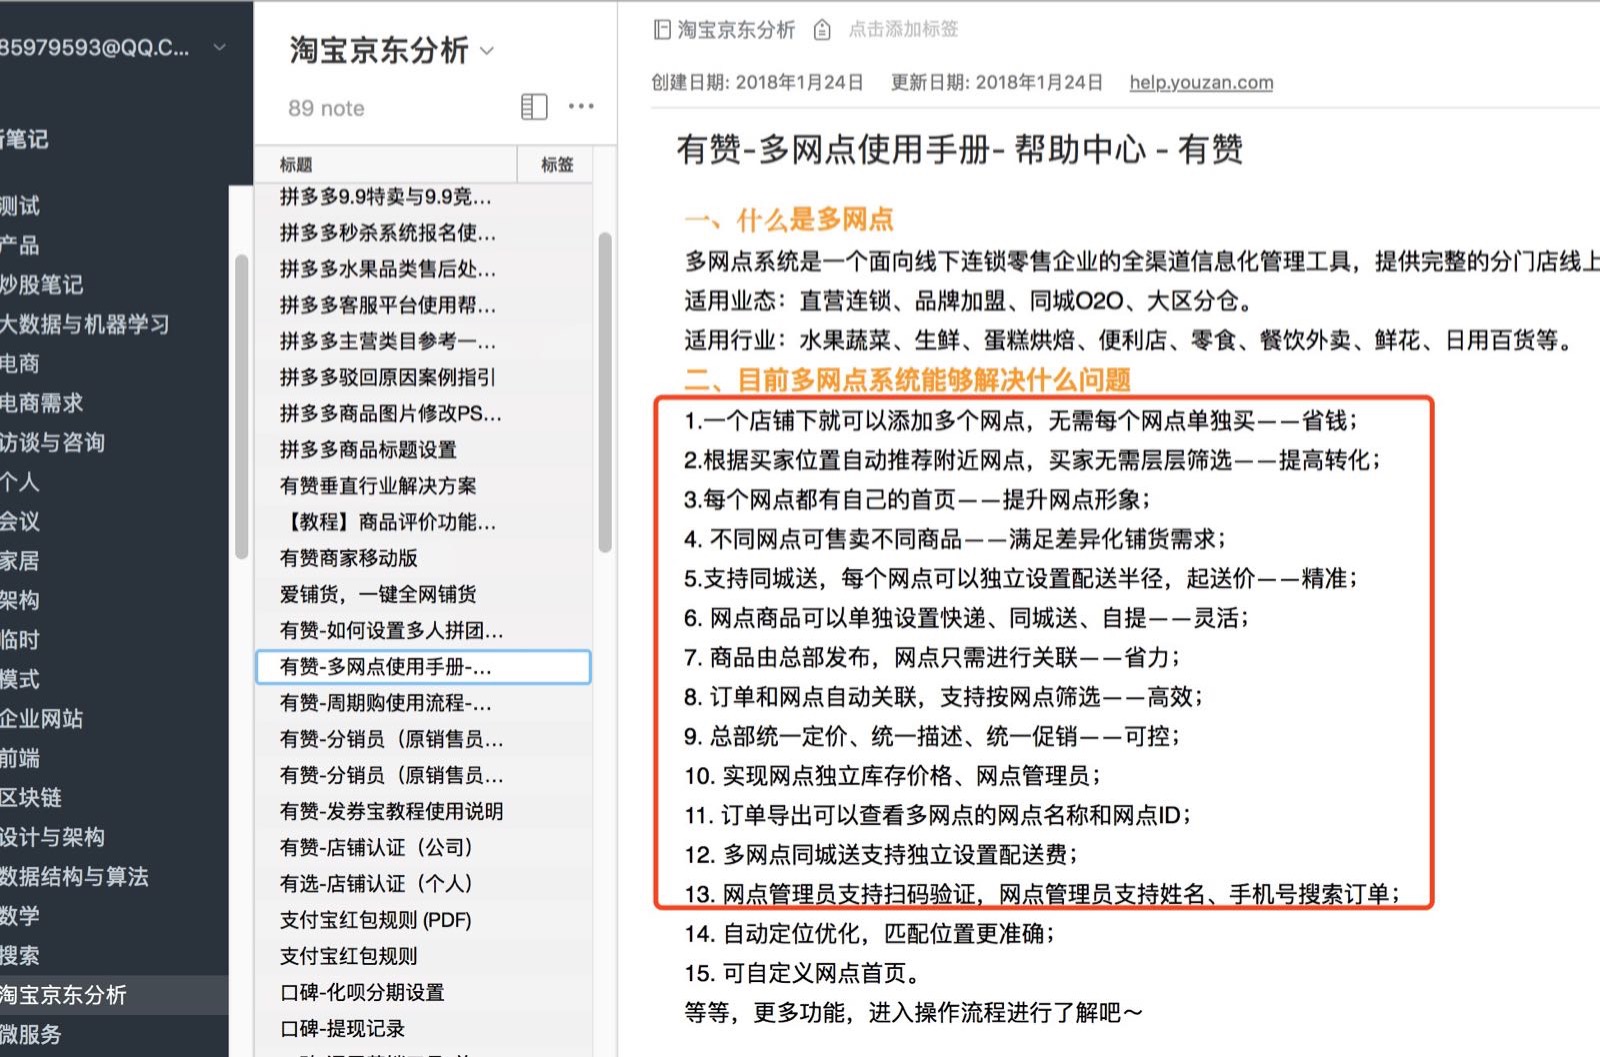 85979593@QQ.C...
笔记
测试
产品
炒股笔记
大数据与机器学习
电商
电商需求
访谈与咨询
个人
会议
家居
架构
临时
模式
企业网站
前端
区块链
设计与架构
数据结构与算法
数学
搜索
淘宝京东分析
微服务
淘宝京东分析
89 note
标题 标签
拼多多9.9特卖与9.9竞...
拼多多秒杀系统报名使...
拼多多水果品类售后处...
拼多多客服平台使用帮...
拼多多主营类目参考一...
拼多多驳回原因案例指引
拼多多商品图片修改PS...
拼多多商品标题设置
有赞垂直行业解决方案
【教程】商品评价功能...
有赞商家移动版
爱铺货，一键全网铺货
有赞-如何设置多人拼团...
有赞-多网点使用手册-...
有赞-周期购使用流程-...
有赞-分销员（原销售员...
有赞-分销员（原销售员...
有赞-发券宝教程使用说明
有赞-店铺认证（公司）
有选-店铺认证（个人）
支付宝红包规则 (PDF)
支付宝红包规则
口碑-化呗分期设置
口碑-提现记录
淘宝京东分析 点击添加标签
创建日期: 2018年1月24日 更新日期: 2018年1月24日 help.youzan.com
有赞-多网点使用手册- 帮助中心 - 有赞
一、什么是多网点
多网点系统是一个面向线下连锁零售企业的全渠道信息化管理工具，提供完整的分门店线上
适用业态：直营连锁、品牌加盟、同城O2O、大区分仓。
适用行业：水果蔬菜、生鲜、蛋糕烘焙、便利店、零食、餐饮外卖、鲜花、日用百货等。
二、目前多网点系统能够解决什么问题
1.一个店铺下就可以添加多个网点，无需每个网点单独买——省钱；
2.根据买家位置自动推荐附近网点，买家无需层层筛选——提高转化；
3.每个网点都有自己的首页——提升网点形象；
4. 不同网点可售卖不同商品——满足差异化铺货需求；
5.支持同城送，每个网点可以独立设置配送半径，起送价——精准；
6. 网点商品可以单独设置快递、同城送、自提——灵活；
7. 商品由总部发布，网点只需进行关联——省力；
8. 订单和网点自动关联，支持按网点筛选——高效；
9. 总部统一定价、统一描述、统一促销——可控；
10. 实现网点独立库存价格、网点管理员；
11. 订单导出可以查看多网点的网点名称和网点ID；
12. 多网点同城送支持独立设置配送费；
13. 网点管理员支持扫码验证，网点管理员支持姓名、手机号搜索订单；
14. 自动定位优化，匹配位置更准确；
15. 可自定义网点首页。
等等，更多功能，进入操作流程进行了解吧～